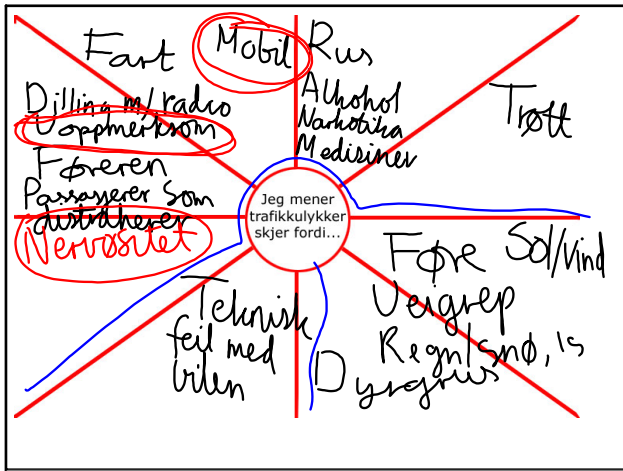 Fart
Mobil
Rus
Alkohol
Narkotika
Medisiner
Trøtt
Dilling m/radio
Uoppmerksom
Føreren
Passasjerer som
distraherer
Nervøsitet
Jeg mener
trafikkulykker
skjer fordi...
Føre
Sol/Vind
Veigrep
Regn/snø, is
Teknisk
feil med
bilen